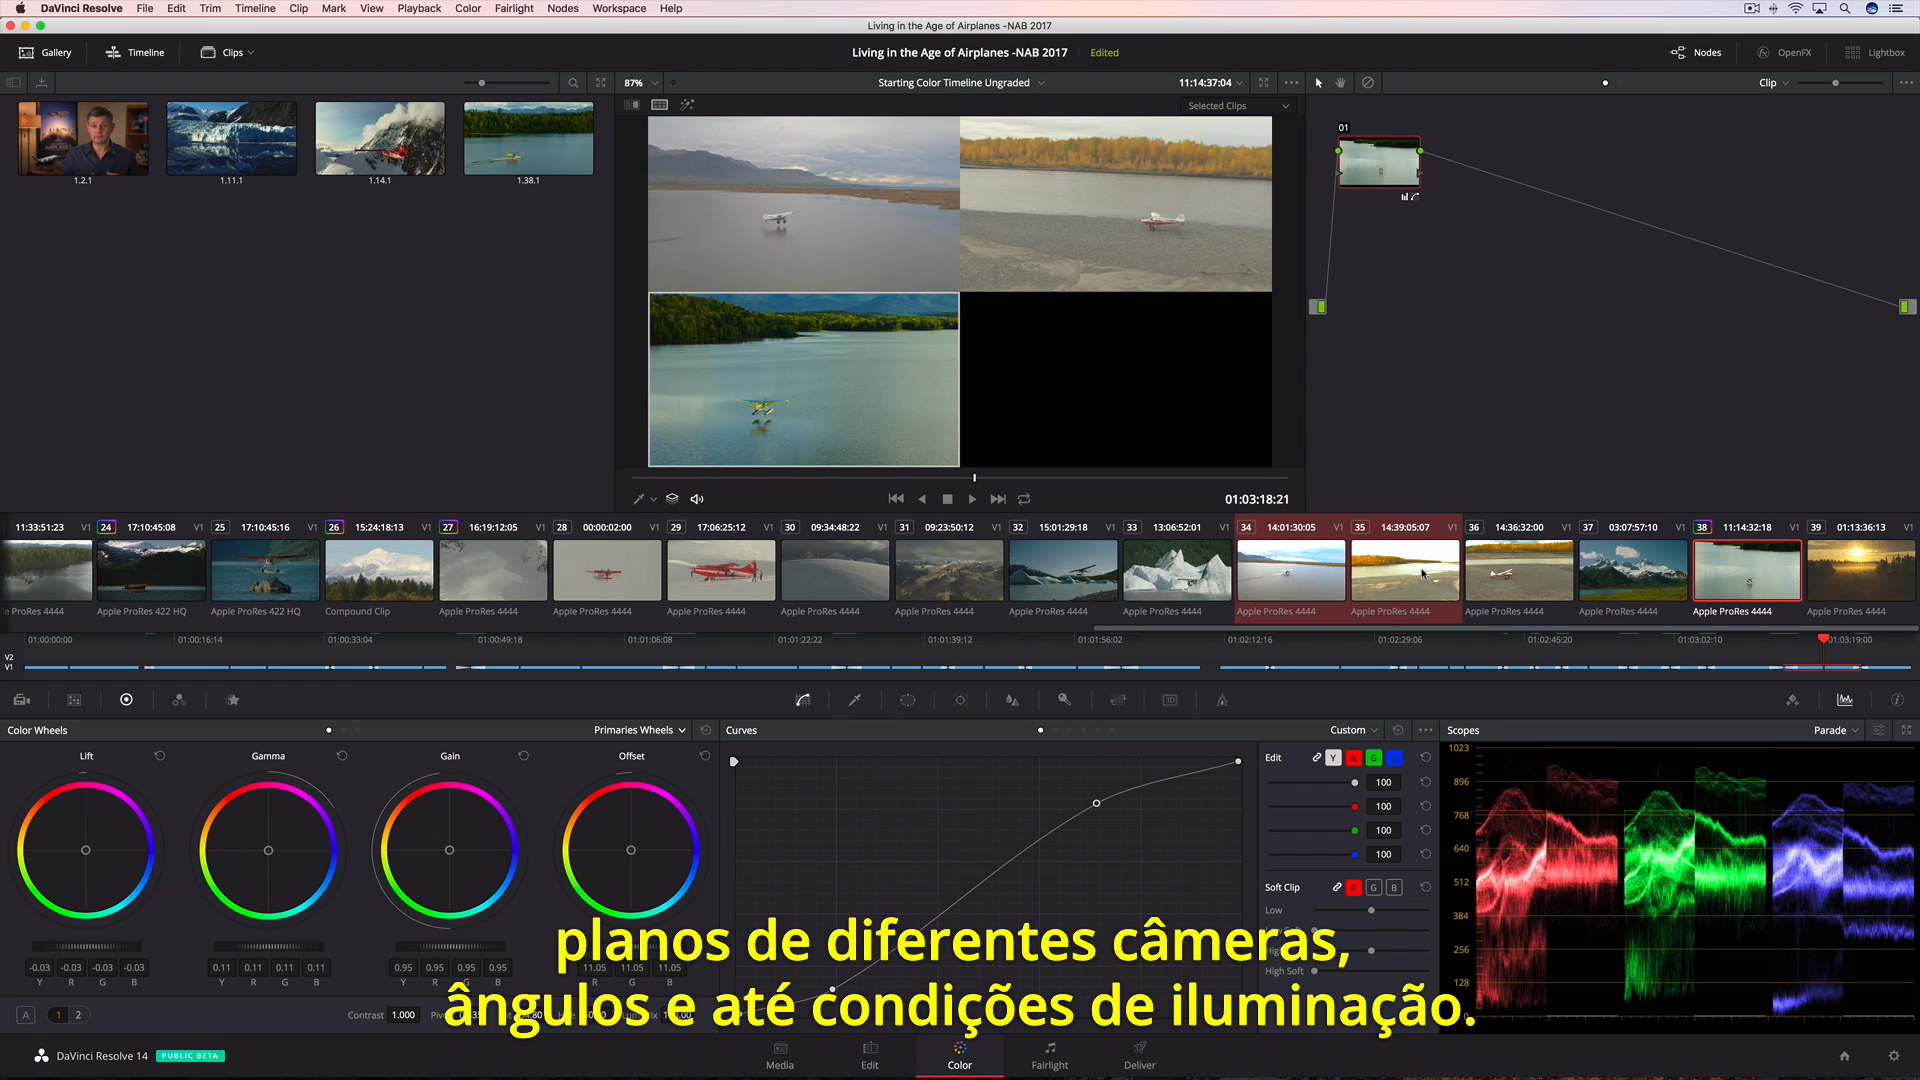 DaVinci Resolve File Edit Trim Timeline Clip Mark View Playback Color Fairlight Nodes Workspace Help
Living in the Age of Airplanes -NAB 2017
Gallery Timeline Clips Living in the Age of Airplanes -NAB 2017 Edited Nodes OpenFX Lightbox
87% Starting Color Timeline Ungraded 11:14:37:04 Clip
Selected Clips
1.2.1 1.11.1 1.14.1 1.38.1
01
01:03:18:21
11:33:51:23 V1 24 17:10:45:08 V1 25 17:10:45:16 V1 26 15:24:18:13 V1 27 16:19:12:05 V1 28 00:00:02:00 V1 29 17:06:25:12 V1 30 09:34:48:22 V1 31 09:23:50:12 V1 32 15:01:29:18 V1 33 13:06:52:01 V1 34 14:01:30:05 V1 35 14:39:05:07 V1 36 14:36:32:00 V1 37 03:07:57:10 V1 38 11:14:32:18 V1 39 01:13:36:13 V1
e ProRes 4444 Apple ProRes 422 HQ Apple ProRes 422 HQ Compound Clip Apple ProRes 4444 Apple ProRes 4444 Apple ProRes 4444 Apple ProRes 4444 Apple ProRes 4444 Apple ProRes 4444 Apple ProRes 4444 Apple ProRes 4444 Apple ProRes 4444 Apple ProRes 4444 Apple ProRes 4444 Apple ProRes 4444 Apple ProRes 4444
01:00:00:00 01:00:16:14 01:00:33:04 01:00:49:18 01:01:06:08 01:01:22:22 01:01:39:12 01:01:56:02 01:02:12:16 01:02:29:06 01:02:45:20 01:03:02:10 01:03:19:00
V2
V1
Color Wheels Primaries Wheels Curves Custom Scopes Parade
Lift Gamma Gain Offset
Edit Y R G
100
100
100
100
Soft Clip R G B
Low
High Soft
1023
896
768
640
512
384
256
128
0
-0.03 -0.03 -0.03 -0.03 0.11 0.11 0.11 0.11 0.95 0.95 0.95 0.95 11.05 11.05 11.05
Y R G B Y R G B Y R G B R G B
A 1 2 Contrast 1.000
planos de diferentes câmeras,
ângulos e até condições de iluminação.
DaVinci Resolve 14 PUBLIC BETA Media Edit Color Fairlight Deliver